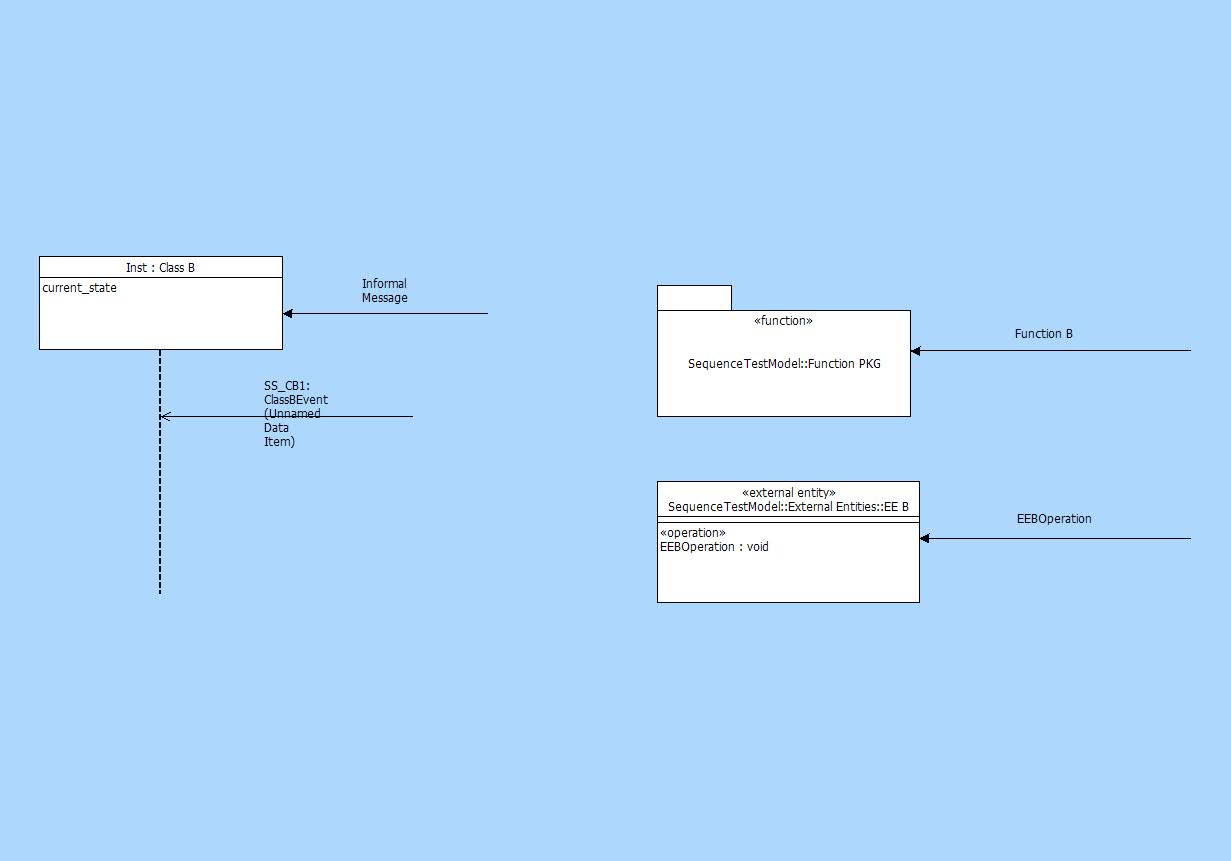 Inst : Class B
current_state
Informal
Message
SS_CB1:
ClassBEvent
(Unnamed
Data
Item)
«function»
SequenceTestModel::Function PKG
Function B
«external entity»
SequenceTestModel::External Entities::EE B
«operation»
EEBOperation : void
EEBOperation